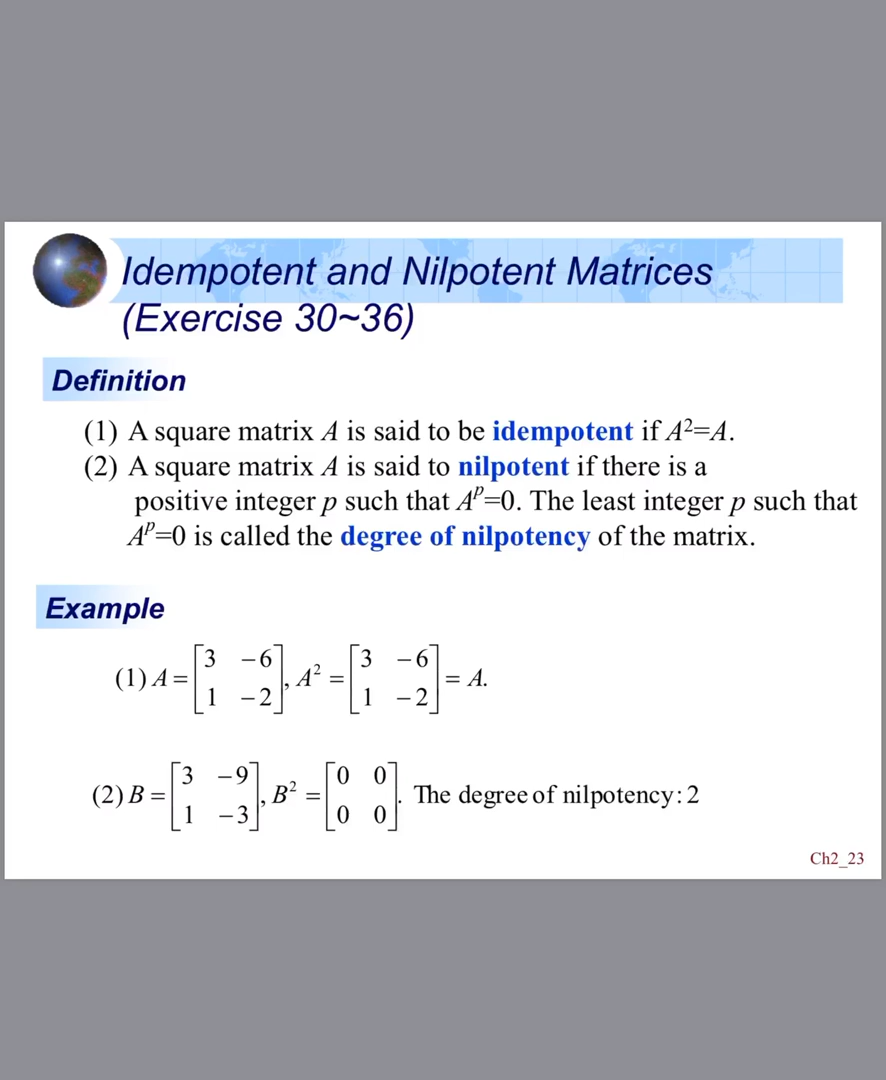 Idempotent and Nilpotent Matrices
(Exercise 30~36)
Definition
(1) A square matrix A is said to be idempotent if A²=A.
(2) A square matrix A is said to nilpotent if there is a
positive integer p such that Aᵖ=0. The least integer p such that
Aᵖ=0 is called the degree of nilpotency of the matrix.
Example
(1) A = [3 −6; 1 −2], A² = [3 −6; 1 −2] = A.
(2) B = [3 −9; 1 −3], B² = [0 0; 0 0]. The degree of nilpotency: 2
Ch2_23